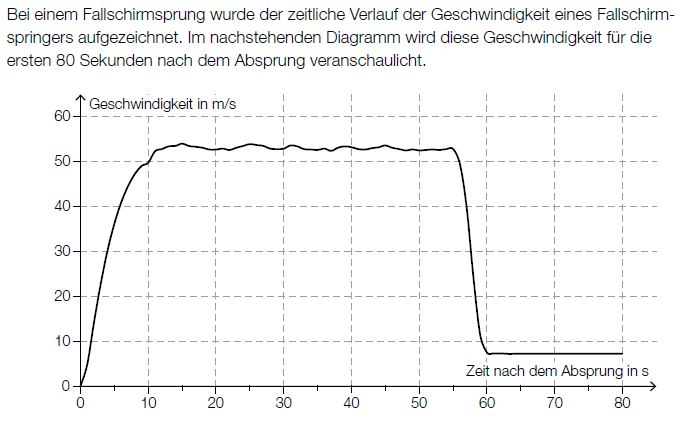 Bei einem Fallschirmsprung wurde der zeitliche Verlauf der Geschwindigkeit eines Fallschirm-
springers aufgezeichnet. Im nachstehenden Diagramm wird diese Geschwindigkeit für die
ersten 80 Sekunden nach dem Absprung veranschaulicht.
Geschwindigkeit in m/s
60
50
40
30
20
10
0
Zeit nach dem Absprung in s
0 10 20 30 40 50 60 70 80